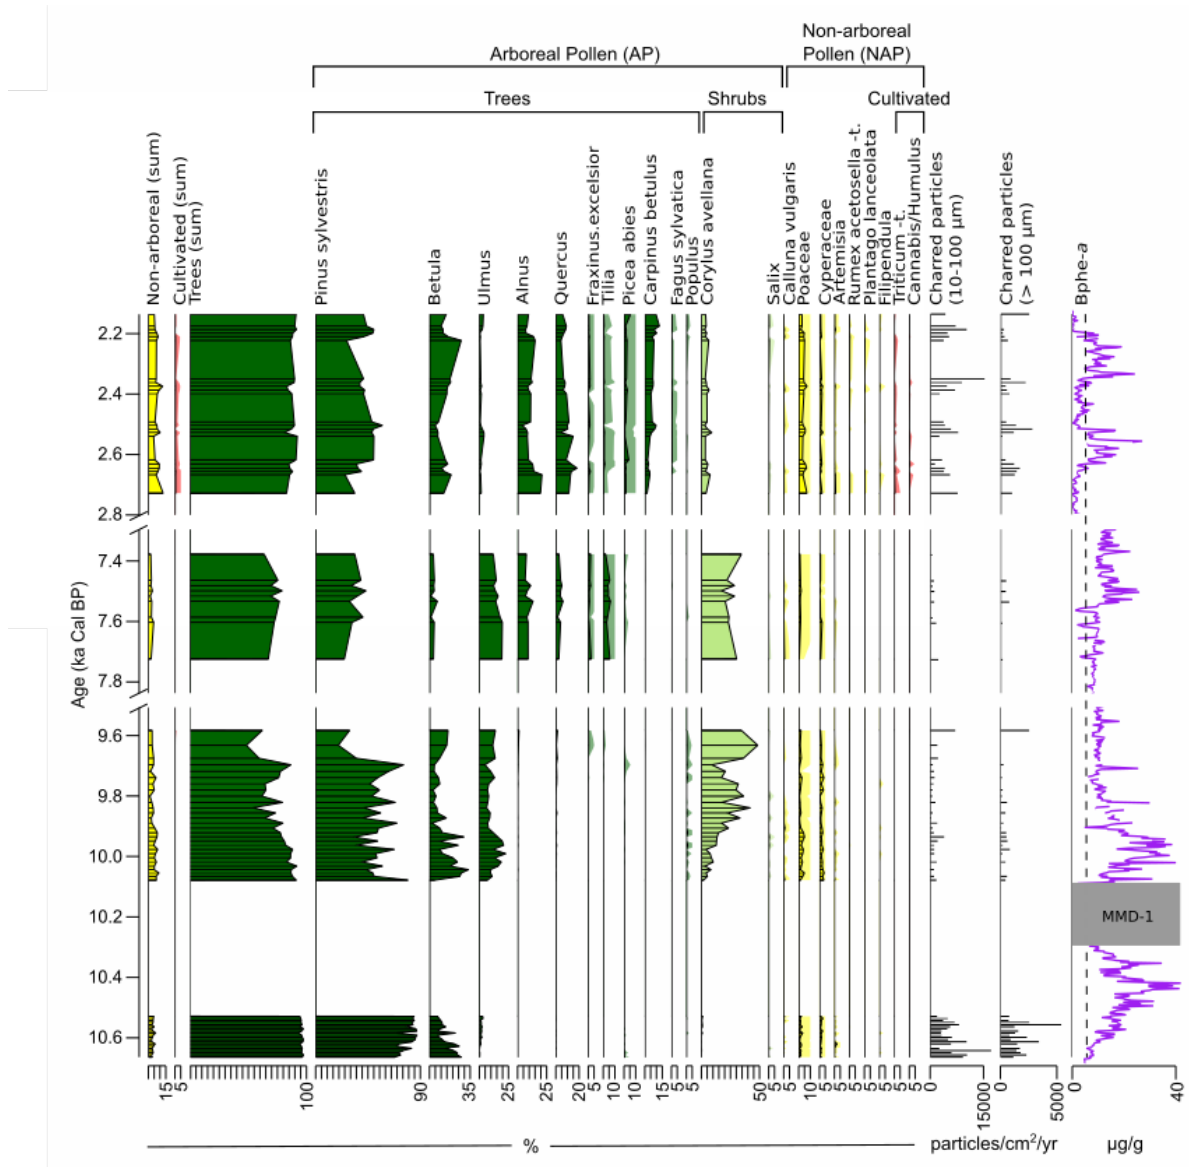 Non-arboreal
Arboreal Pollen (AP)
Pollen (NAP)
Trees
Shrubs
Cultivated
Non-arboreal (sum)
Cultivated (sum)
Trees (sum)
Pinus sylvestris
Betula
Ulmus
Alnus
Quercus
Fraxinus.excelsior
Tilia
Picea abies
Carpinus betulus
Fagus sylvatica
Populus
Corylus avellana
Salix
Calluna vulgaris
Poaceae
Cyperaceae
Artemisia
Rumex acetosella -t.
Plantago lanceolata
Filipendula
Triticum -t.
Cannabis/Humulus
Charred particles
(10-100 µm)
Charred particles
(> 100 µm)
Bphe-a
Age (ka Cal BP)
2.2
2.4
2.6
2.8
7.4
7.6
7.8
9.6
9.8
10.0
10.2
10.4
10.6
MMD-1
15 5 100 90 35 25 25 20 5 10 10 15 5 5 50 5 5 10 5 5 5 5 5 5 5 0 15000 0 5000 0 40
%
particles/cm²/yr
µg/g